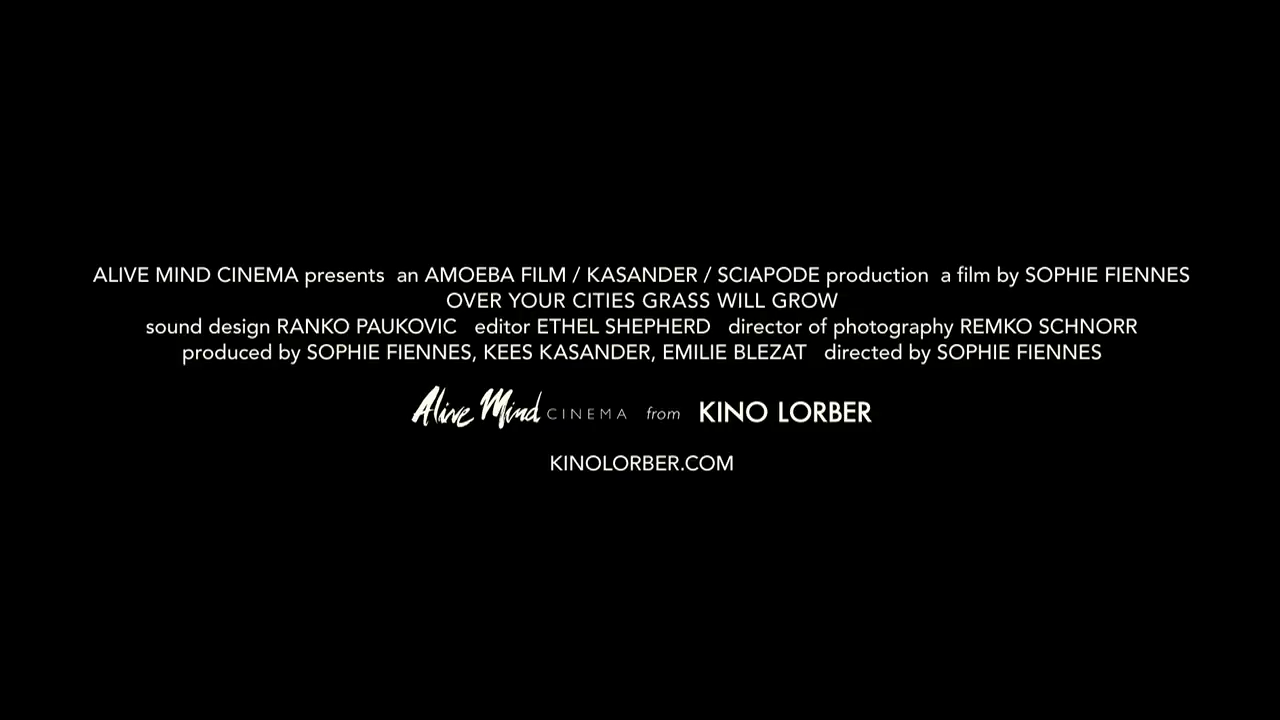 ALIVE MIND CINEMA presents an AMOEBA FILM / KASANDER / SCIAPODE production a film by SOPHIE FIENNES
OVER YOUR CITIES GRASS WILL GROW
sound design RANKO PAUKOVIC editor ETHEL SHEPHERD director of photography REMKO SCHNORR
produced by SOPHIE FIENNES, KEES KASANDER, EMILIE BLEZAT directed by SOPHIE FIENNES
Alive Mind CINEMA from KINO LORBER
KINOLORBER.COM